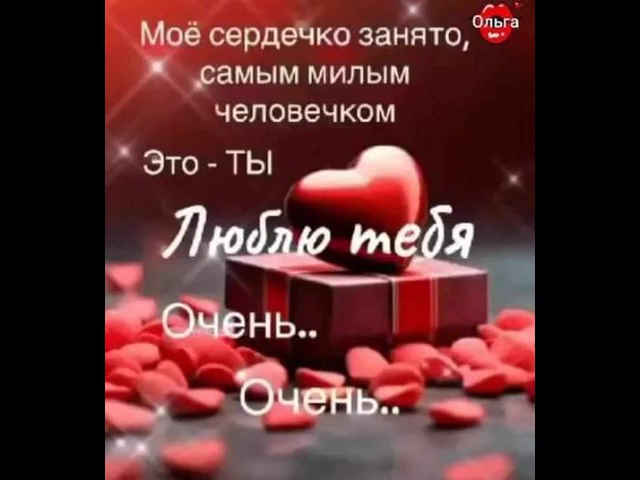 Ольга
Моё сердечко занято,
самым милым
человечком
Это - ТЫ
Люблю тебя
Очень..
Очень..